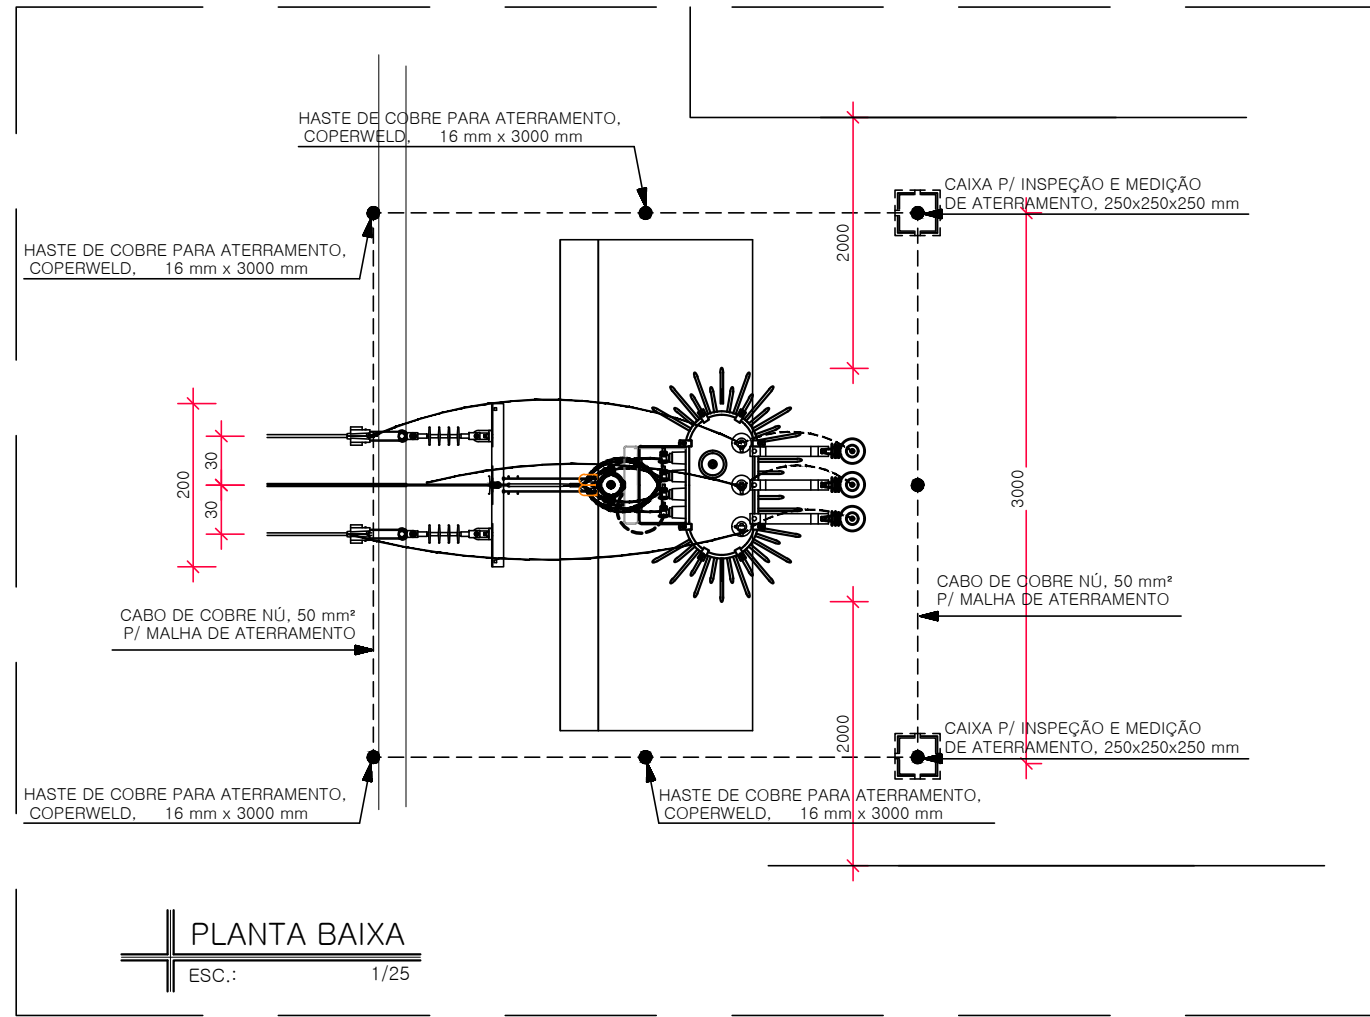 HASTE DE COBRE PARA ATERRAMENTO,
COPERWELD, 16 mm x 3000 mm
CAIXA P/ INSPEÇÃO E MEDIÇÃO
DE ATERRAMENTO, 250x250x250 mm
HASTE DE COBRE PARA ATERRAMENTO,
COPERWELD, 16 mm x 3000 mm
2000
200
30
30
3000
CABO DE COBRE NÚ, 50 mm²
P/ MALHA DE ATERRAMENTO
CABO DE COBRE NÚ, 50 mm²
P/ MALHA DE ATERRAMENTO
2000
CAIXA P/ INSPEÇÃO E MEDIÇÃO
DE ATERRAMENTO, 250x250x250 mm
HASTE DE COBRE PARA ATERRAMENTO,
COPERWELD, 16 mm x 3000 mm
HASTE DE COBRE PARA ATERRAMENTO,
COPERWELD, 16 mm x 3000 mm
PLANTA BAIXA
ESC.: 1/25